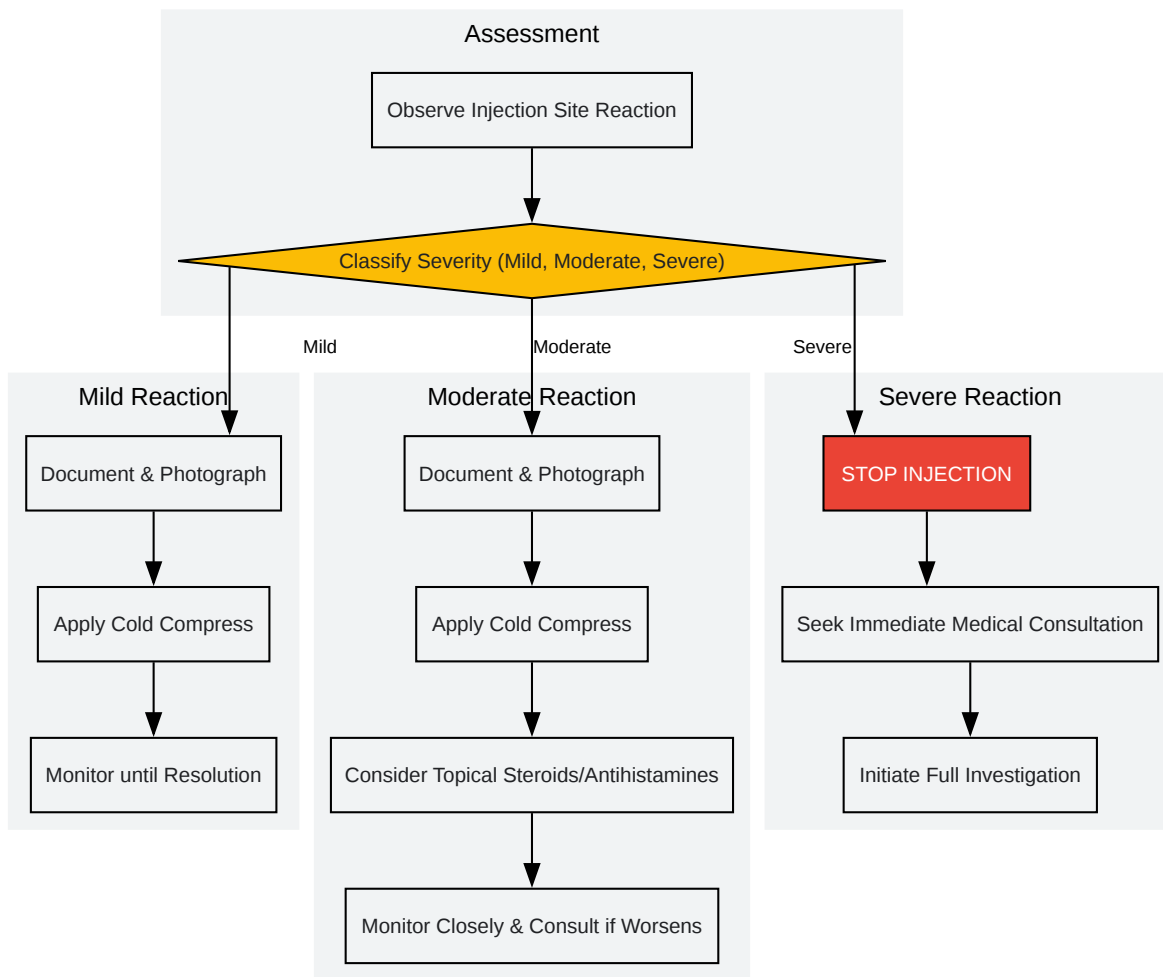 Assessment
Observe Injection Site Reaction
Classify Severity (Mild, Moderate, Severe)
Mild
Moderate
Severe
Mild Reaction
Document & Photograph
Apply Cold Compress
Monitor until Resolution
Moderate Reaction
Document & Photograph
Apply Cold Compress
Consider Topical Steroids/Antihistamines
Monitor Closely & Consult if Worsens
Severe Reaction
STOP INJECTION
Seek Immediate Medical Consultation
Initiate Full Investigation